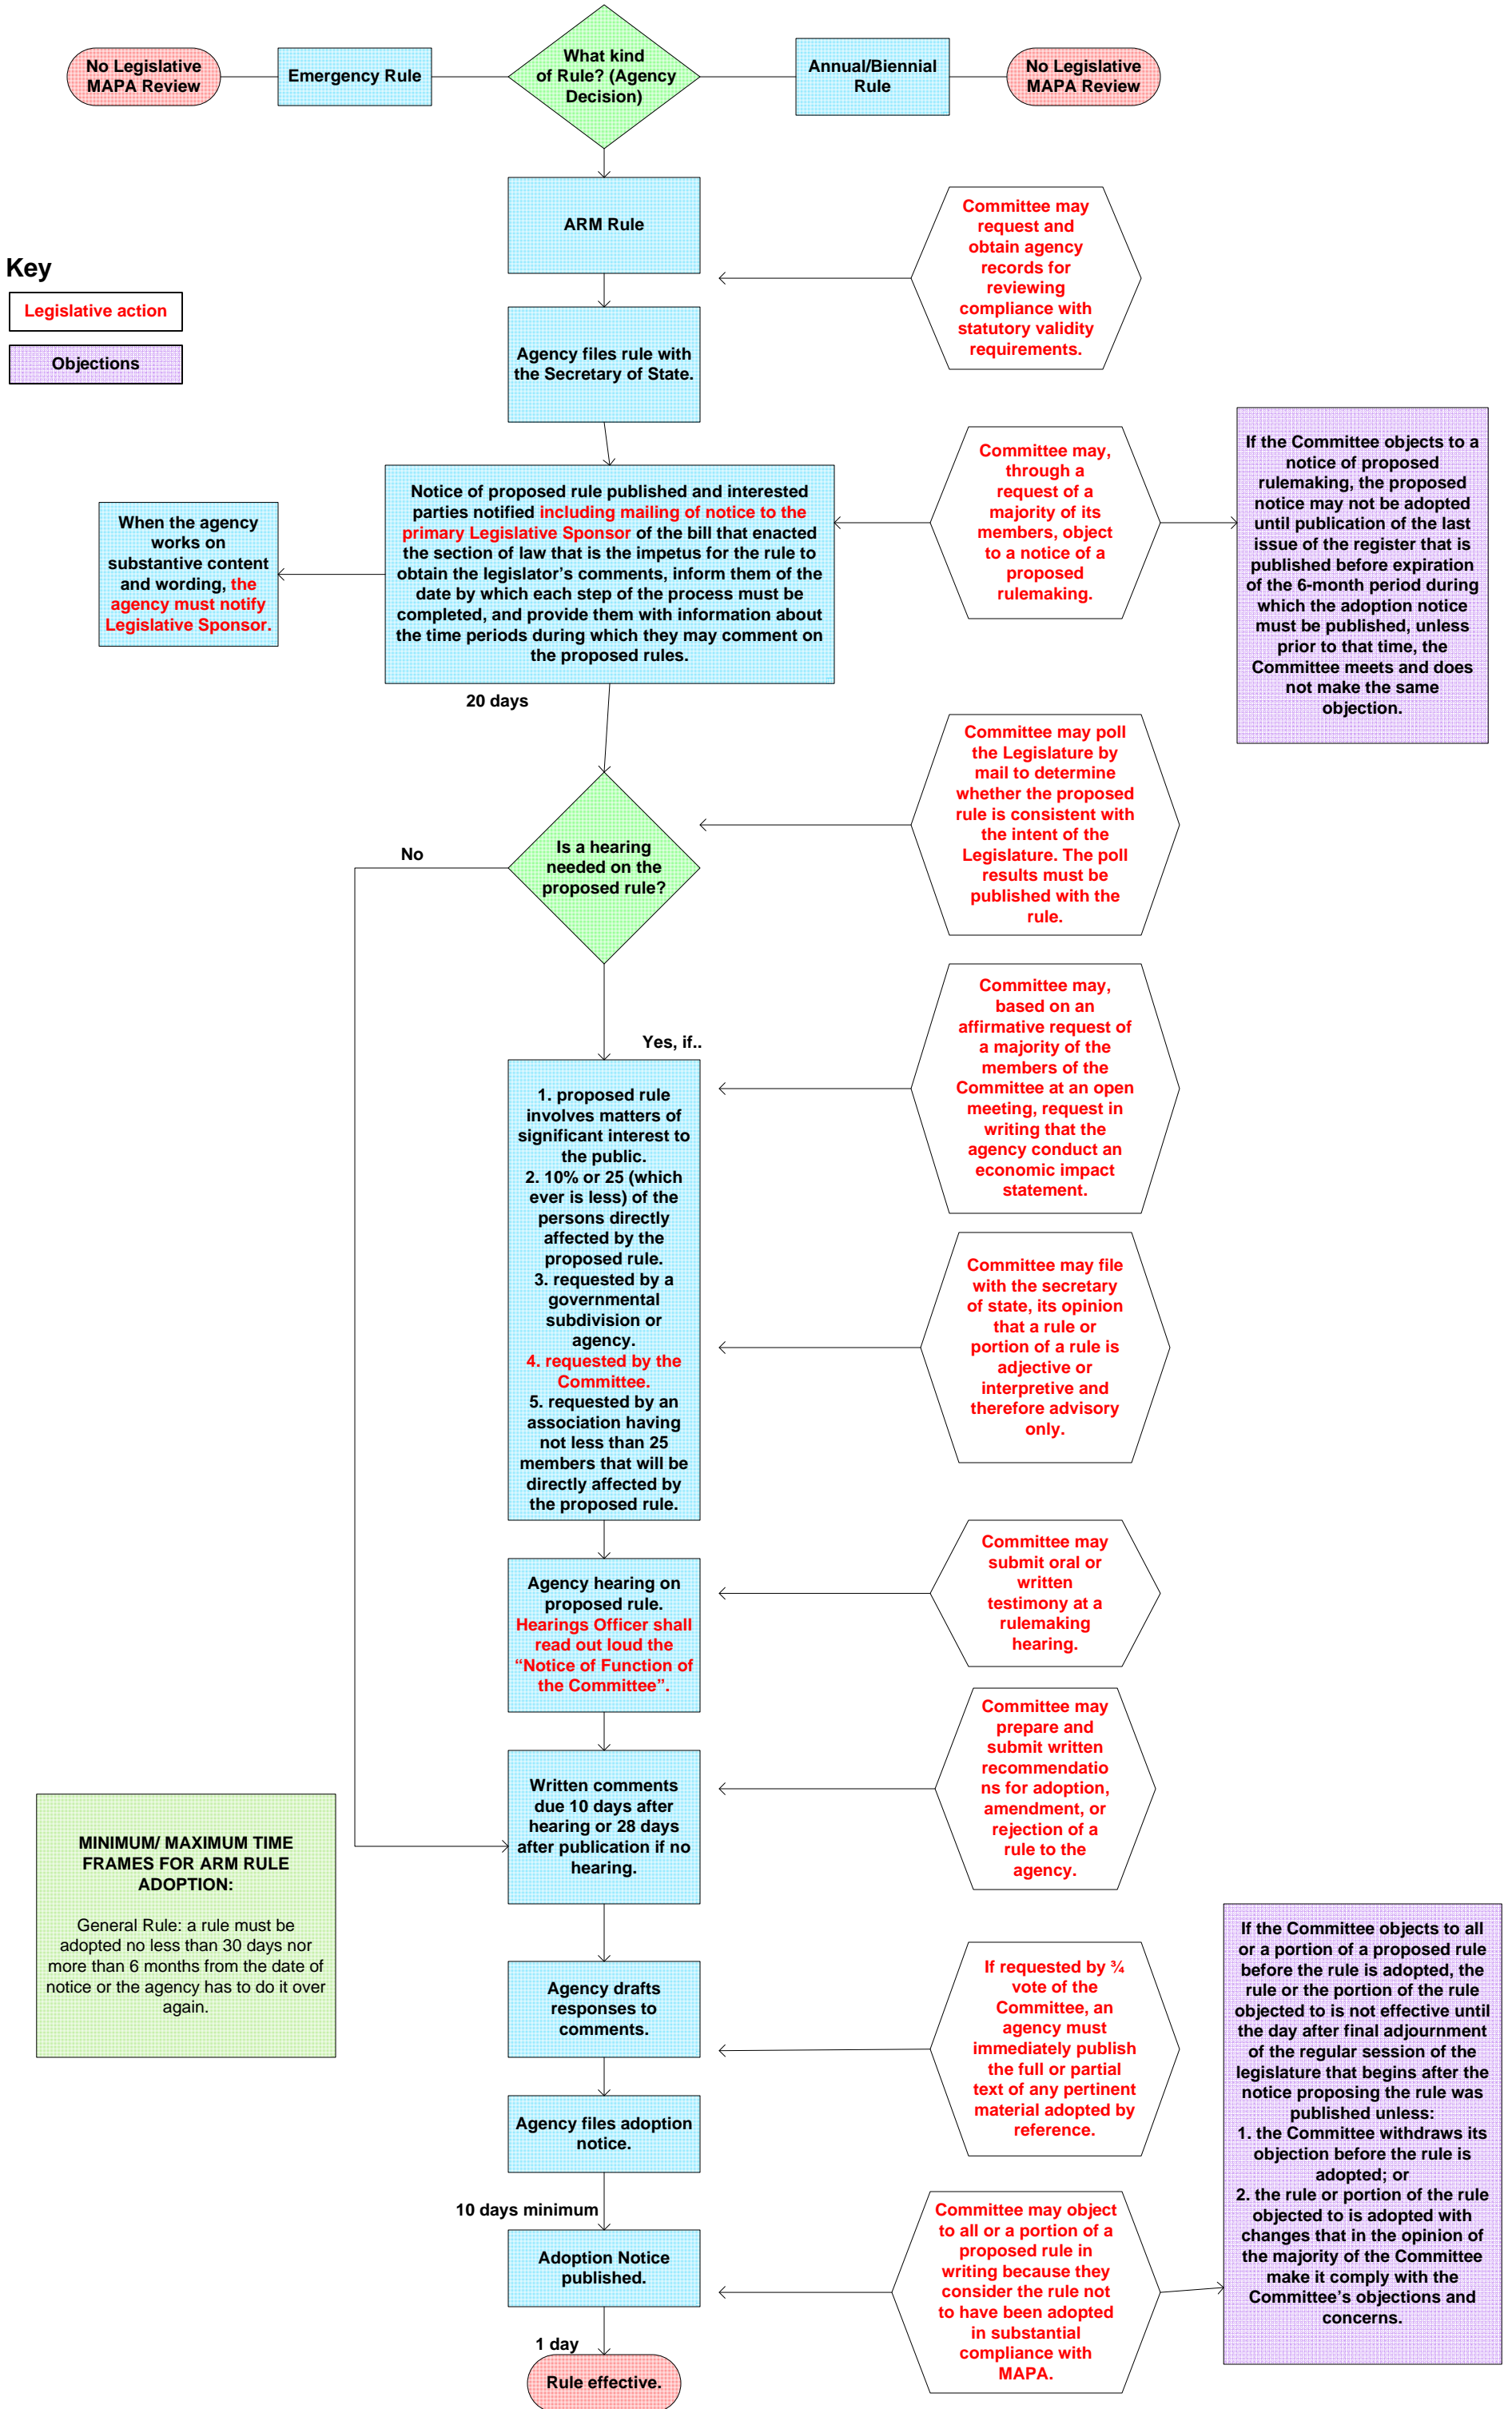 No Legislative
MAPA Review
Emergency Rule
What kind
of Rule? (Agency
Decision)
Annual/Biennial
Rule
No Legislative
MAPA Review
ARM Rule
Committee may
request and
obtain agency
records for
reviewing
compliance with
statutory validity
requirements.
Key
Legislative action
Objections
Agency files rule with
the Secretary of State.
When the agency
works on
substantive content
and wording, the
agency must notify
Legislative Sponsor.
Notice of proposed rule published and interested
parties notified including mailing of notice to the
primary Legislative Sponsor of the bill that enacted
the section of law that is the impetus for the rule to
obtain the legislator’s comments, inform them of the
date by which each step of the process must be
completed, and provide them with information about
the time periods during which they may comment on
the proposed rules.
Committee may,
through a
request of a
majority of its
members, object
to a notice of a
proposed
rulemaking.
If the Committee objects to a
notice of proposed
rulemaking, the proposed
notice may not be adopted
until publication of the last
issue of the register that is
published before expiration
of the 6-month period during
which the adoption notice
must be published, unless
prior to that time, the
Committee meets and does
not make the same
objection.
20 days
Committee may poll
the Legislature by
mail to determine
whether the proposed
rule is consistent with
the intent of the
Legislature. The poll
results must be
published with the
rule.
No
Is a hearing
needed on the
proposed rule?
Yes, if..
Committee may,
based on an
affirmative request of
a majority of the
members of the
Committee at an open
meeting, request in
writing that the
agency conduct an
economic impact
statement.
1. proposed rule
involves matters of
significant interest to
the public.
2. 10% or 25 (which
ever is less) of the
persons directly
affected by the
proposed rule.
3. requested by a
governmental
subdivision or
agency.
4. requested by the
Committee.
5. requested by an
association having
not less than 25
members that will be
directly affected by
the proposed rule.
Committee may file
with the secretary
of state, its opinion
that a rule or
portion of a rule is
adjective or
interpretive and
therefore advisory
only.
Agency hearing on
proposed rule.
Hearings Officer shall
read out loud the
“Notice of Function of
the Committee”.
Committee may
submit oral or
written
testimony at a
rulemaking
hearing.
Written comments
due 10 days after
hearing or 28 days
after publication if no
hearing.
Committee may
prepare and
submit written
recommendatio
ns for adoption,
amendment, or
rejection of a
rule to the
agency.
MINIMUM/ MAXIMUM TIME
FRAMES FOR ARM RULE
ADOPTION:
General Rule: a rule must be
adopted no less than 30 days nor
more than 6 months from the date of
notice or the agency has to do it over
again.
Agency drafts
responses to
comments.
If requested by ¾
vote of the
Committee, an
agency must
immediately publish
the full or partial
text of any pertinent
material adopted by
reference.
If the Committee objects to all
or a portion of a proposed rule
before the rule is adopted, the
rule or the portion of the rule
objected to is not effective until
the day after final adjournment
of the regular session of the
legislature that begins after the
notice proposing the rule was
published unless:
1. the Committee withdraws its
objection before the rule is
adopted; or
2. the rule or portion of the rule
objected to is adopted with
changes that in the opinion of
the majority of the Committee
make it comply with the
Committee’s objections and
concerns.
Agency files adoption
notice.
10 days minimum
Adoption Notice
published.
Committee may object
to all or a portion of a
proposed rule in
writing because they
consider the rule not
to have been adopted
in substantial
compliance with
MAPA.
1 day
Rule effective.